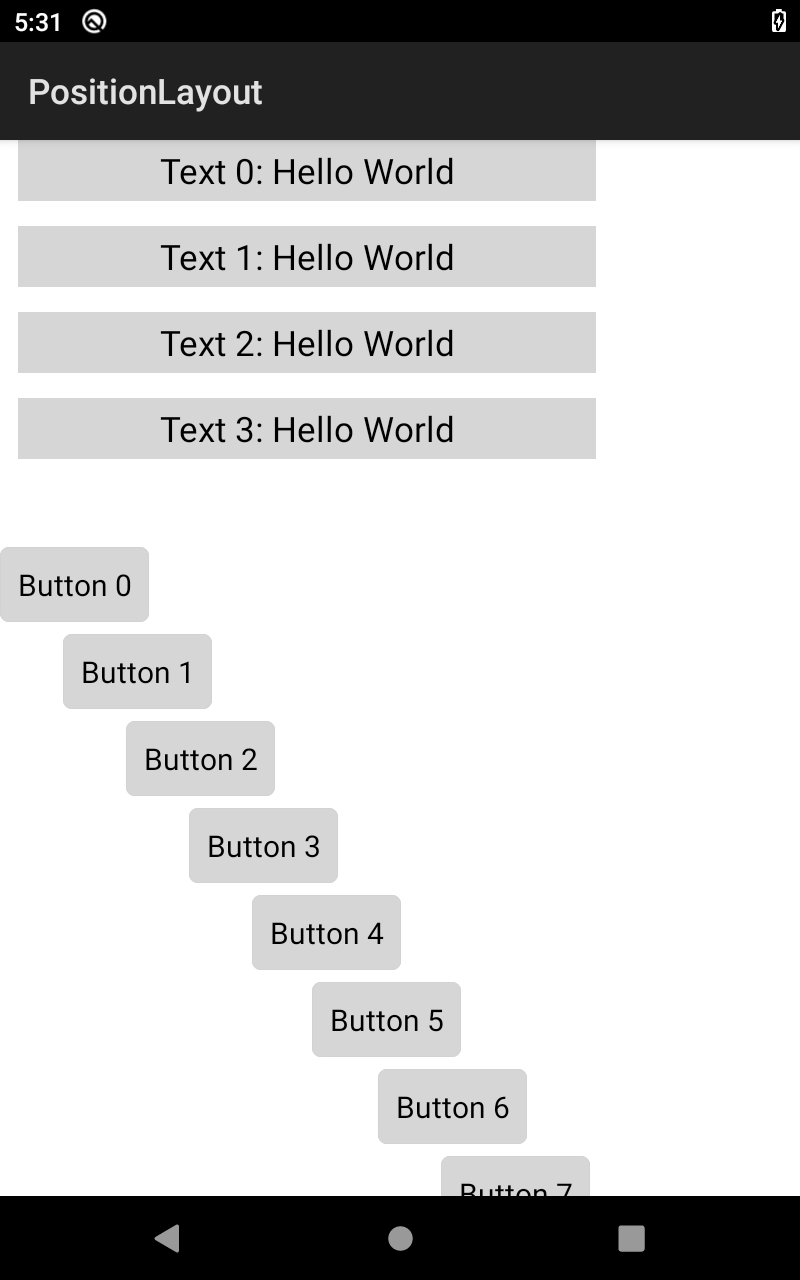 5:31
PositionLayout
Text 0: Hello World
Text 1: Hello World
Text 2: Hello World
Text 3: Hello World
Button 0
Button 1
Button 2
Button 3
Button 4
Button 5
Button 6
Button 7